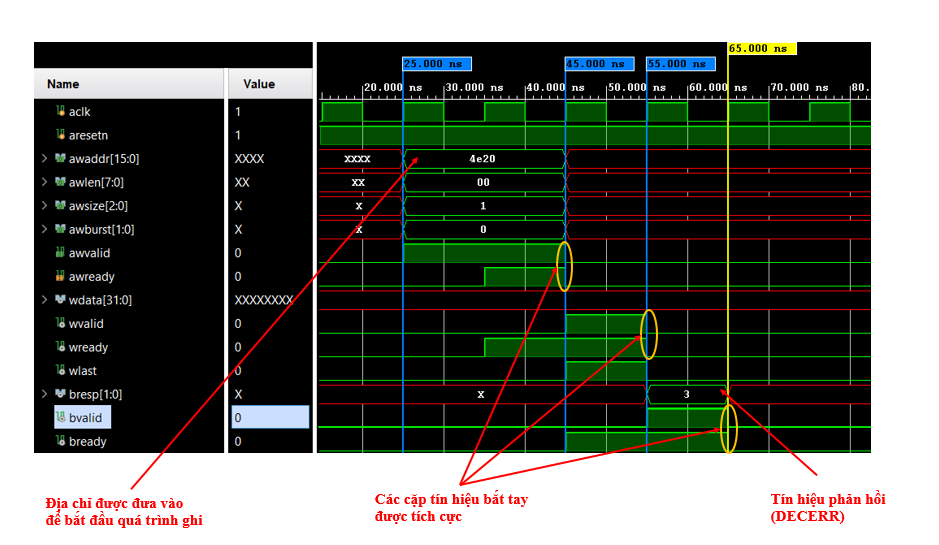 65.000 ns
25.000 ns 45.000 ns 55.000 ns
Name Value
20.000 ns 30.000 ns 40.000 ns 50.000 ns 60.000 ns 70.000 ns 80.
aclk 1
aresetn 1
awaddr[15:0] XXXX XXXX 4e20
awlen[7:0] XX XX 00
awsize[2:0] X X 1
awburst[1:0] X X 0
awvalid 0
awready 0
wdata[31:0] XXXXXXXX
wvalid 0
wready 0
wlast 0
bresp[1:0] X X 3
bvalid 0
bready 0
Địa chỉ được đưa vào
để bắt đầu quá trình ghi
Các cặp tín hiệu bắt tay
được tích cực
Tín hiệu phản hồi
(DECERR)